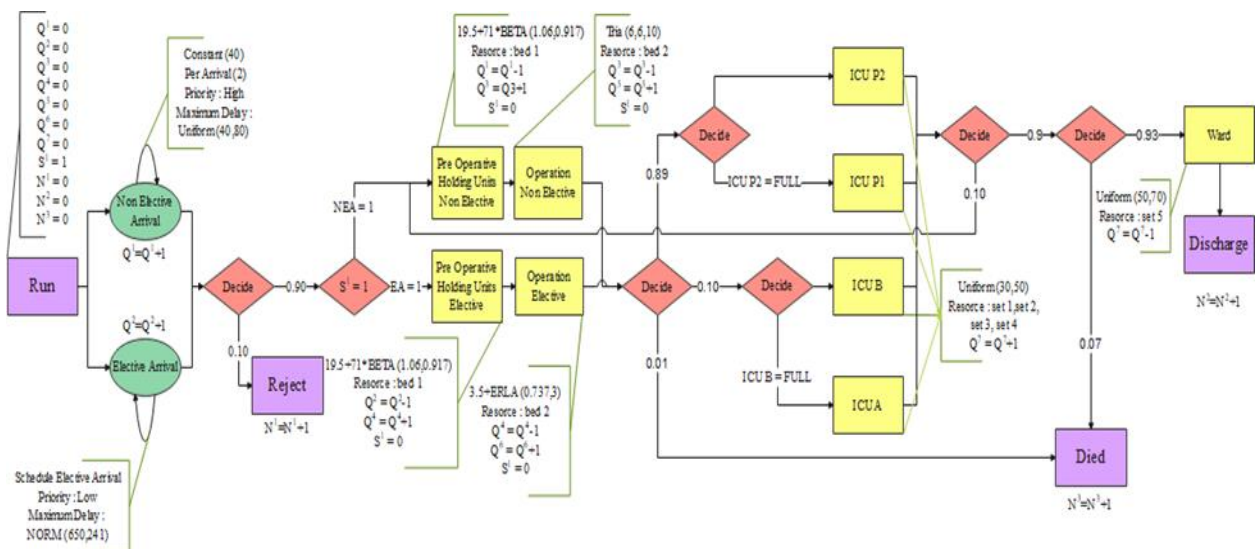 Q¹ = 0
Q² = 0
Q³ = 0
Q⁴ = 0
Q⁵ = 0
Q⁶ = 0
Q⁷ = 0
S¹ = 1
N¹ = 0
N² = 0
N³ = 0
Run
Constant (40)
Per Arrival (2)
Priority : High
Maximum Delay :
Uniform (40,80)
Non Elective
Arrival
Q¹=Q¹+1
Q²=Q²+1
Elective Arrival
Schedule Elective Arrival
Priority : Low
Maximum Delay :
NORM (650,241)
Decide
0.90
0.10
Reject
N¹=N¹+1
S¹ = 1
NEA = 1
EA = 1
19.5+71*BETA (1.06,0.917)
Resorce : bed 1
Q¹ = Q¹-1
Q³ = Q3+1
S¹ = 0
Pre Operative
Holding Units
Non Elective
Tria (6,6,10)
Resorce : bed 2
Q³ = Q³-1
Q⁵ = Q⁵+1
S¹ = 0
Operation
Non Elective
Pre Operative
Holding Units
Elective
19.5+71*BETA (1.06,0.917)
Resorce : bed 1
Q² = Q²-1
Q⁴ = Q⁴+1
S¹ = 0
Operation
Elective
3.5+ERLA (0.737,3)
Resorce : bed 2
Q⁴ = Q⁴-1
Q⁶ = Q⁶+1
S¹ = 0
Decide
0.89
0.10
0.01
Decide
ICU P2 = FULL
ICU P2
ICU P1
Decide
ICU B = FULL
ICU B
ICU A
Uniform (30,50)
Resorce : set 1,set 2,
set 3, set 4
Q⁷ = Q⁷+1
Decide
0.9
0.10
Decide
0.93
0.07
Ward
Uniform (50,70)
Resorce : set 5
Q⁷ = Q⁷-1
Discharge
N³=N²+1
Died
N³=N³+1